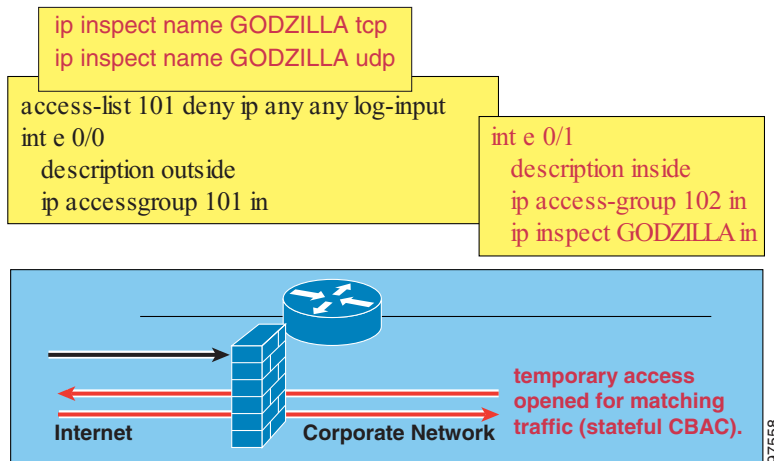 ip inspect name GODZILLA tcp
ip inspect name GODZILLA udp
access-list 101 deny ip any any log-input
int e 0/0
description outside
ip accessgroup 101 in
int e 0/1
description inside
ip access-group 102 in
ip inspect GODZILLA in
temporary access
opened for matching
traffic (stateful CBAC).
Internet
Corporate Network
97558